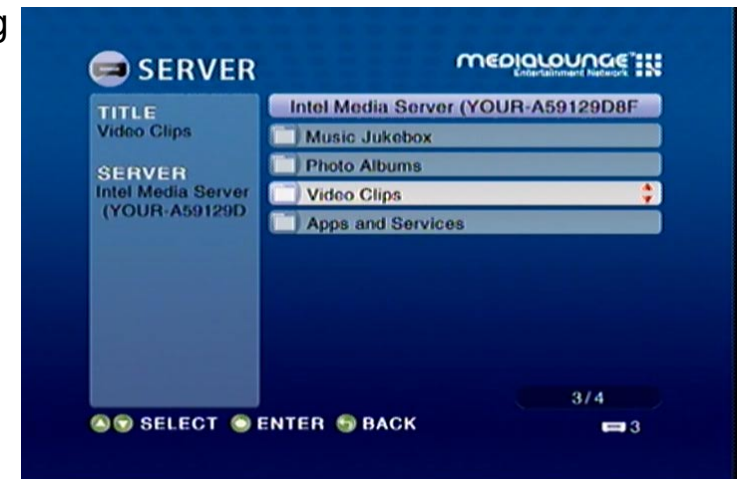 g
SERVER
MEDIALOUNGE™
Entertainment Network
TITLE
Video Clips
SERVER
Intel Media Server
(YOUR-A59129D
Intel Media Server (YOUR-A59129D8F
Music Jukebox
Photo Albums
Video Clips
Apps and Services
3/4
SELECT ENTER BACK
3